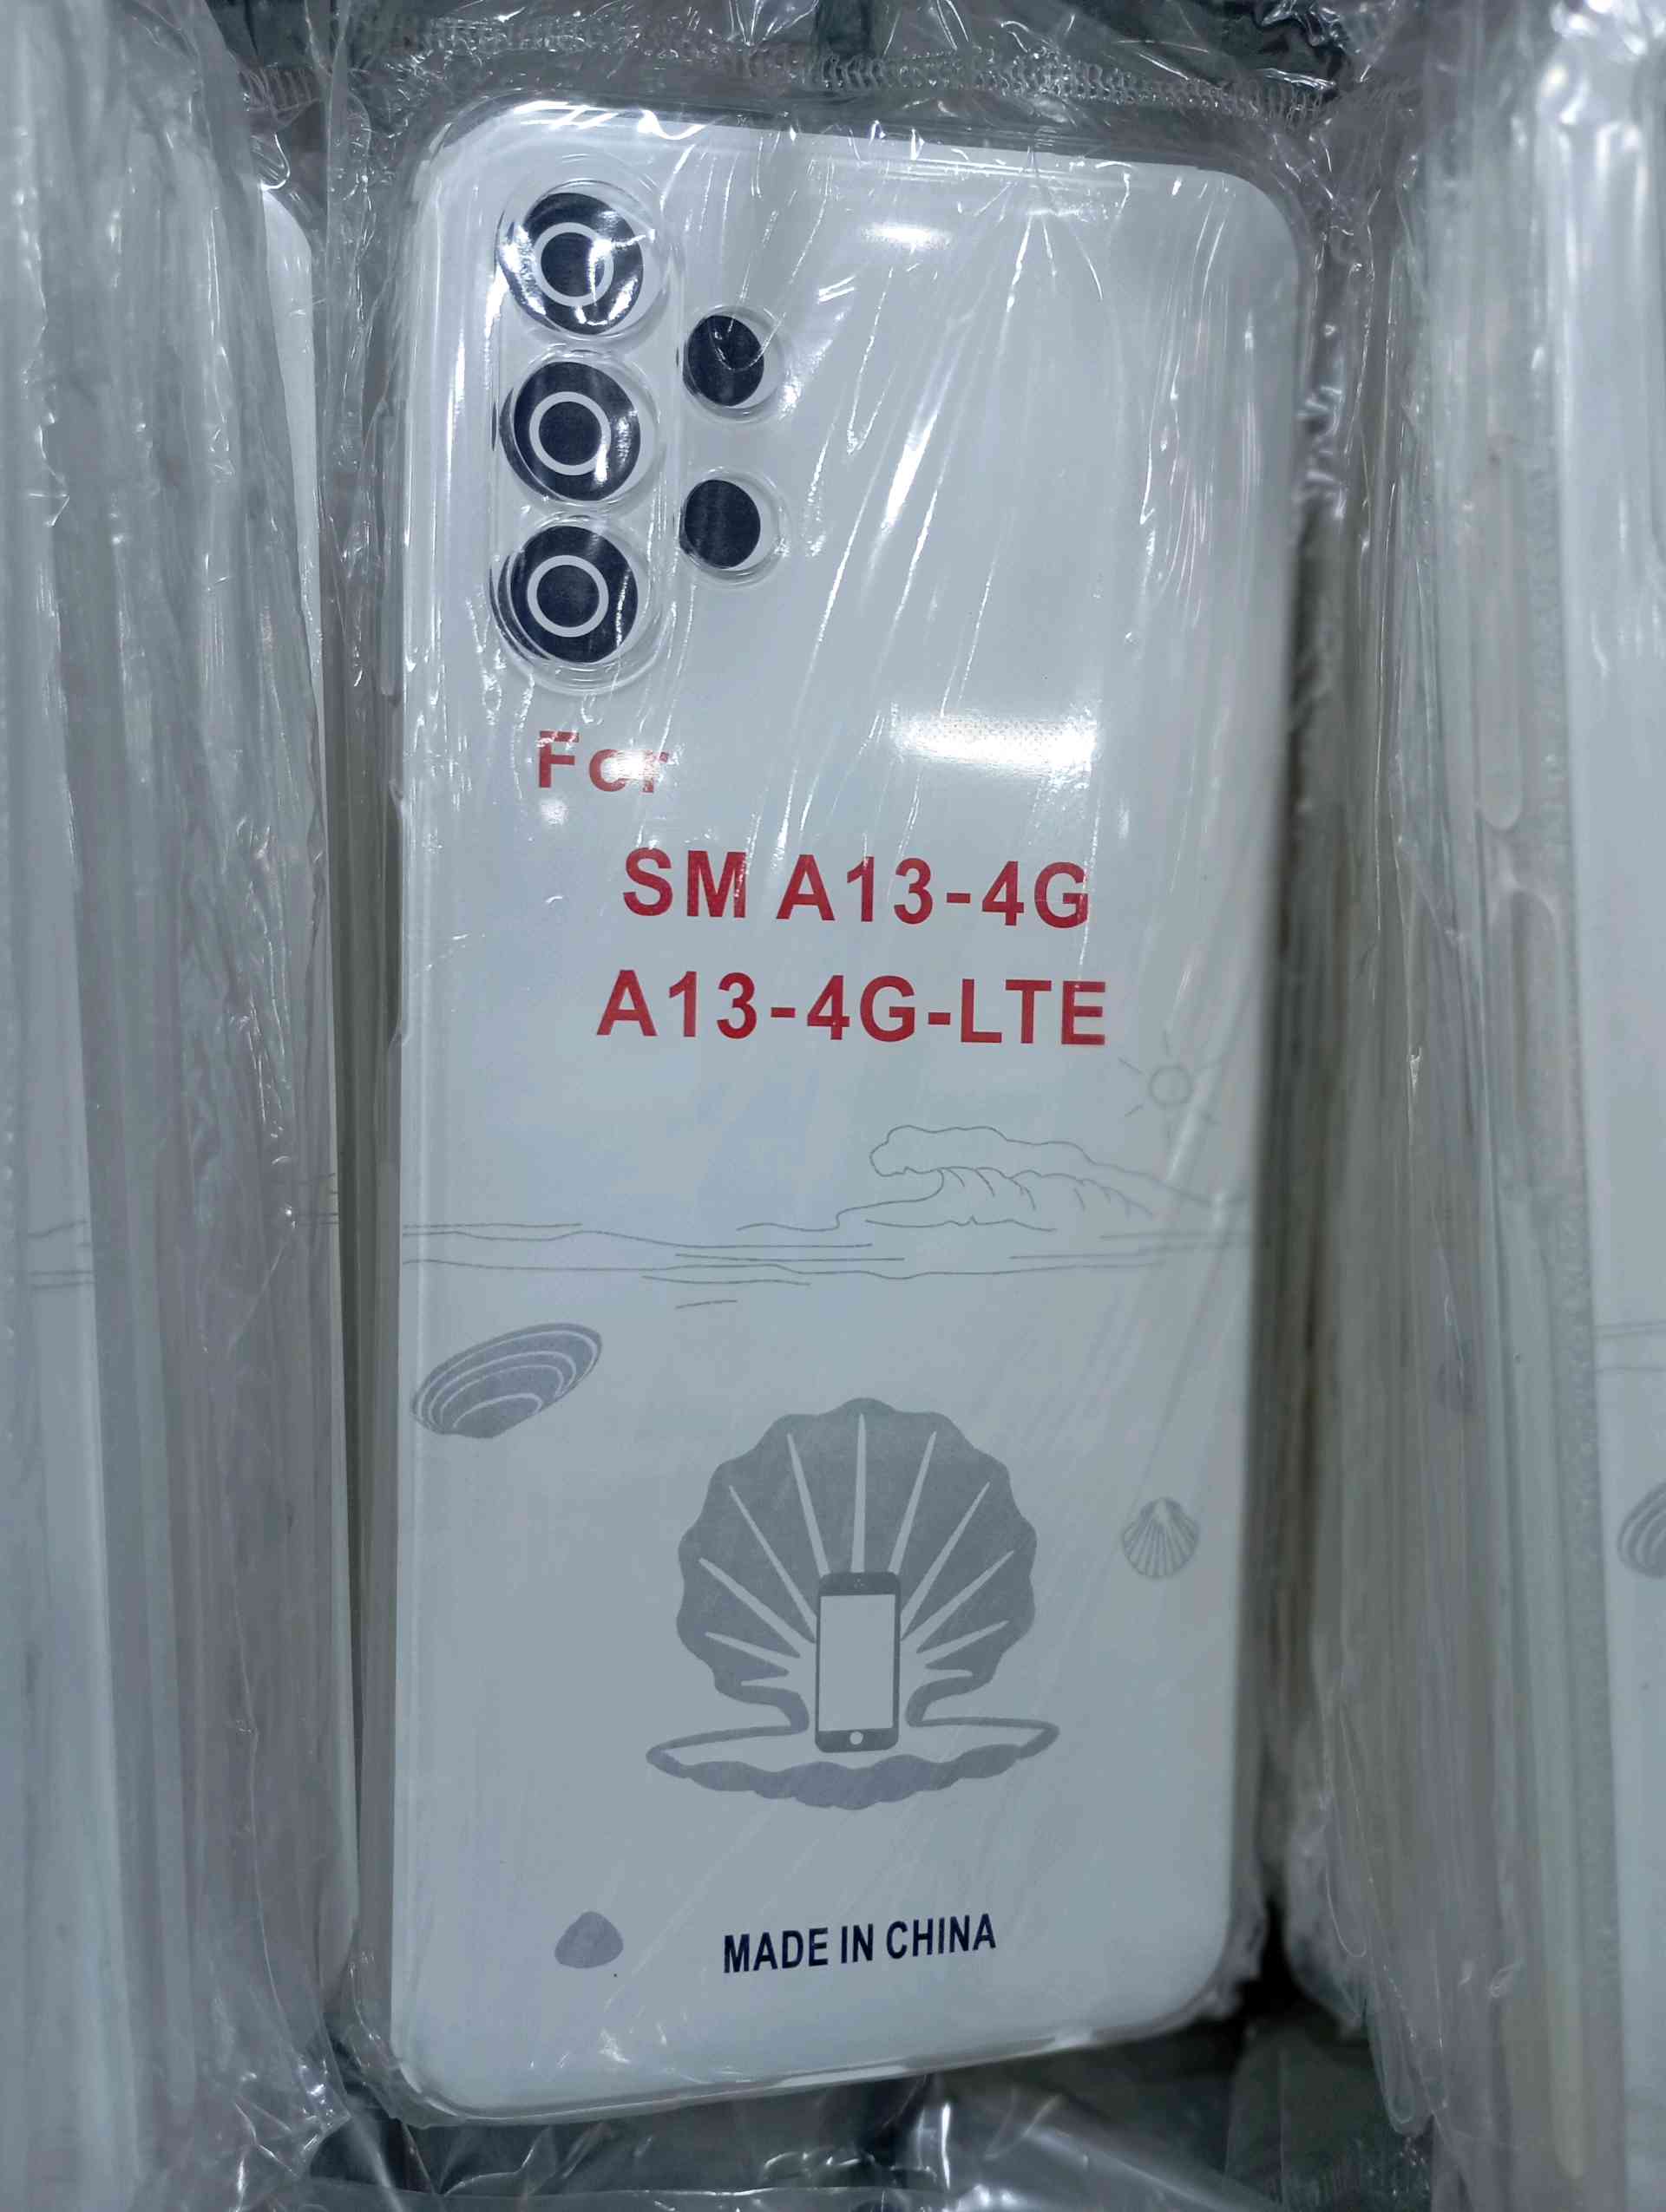 For
SM A13-4G
A13-4G-LTE
MADE IN CHINA